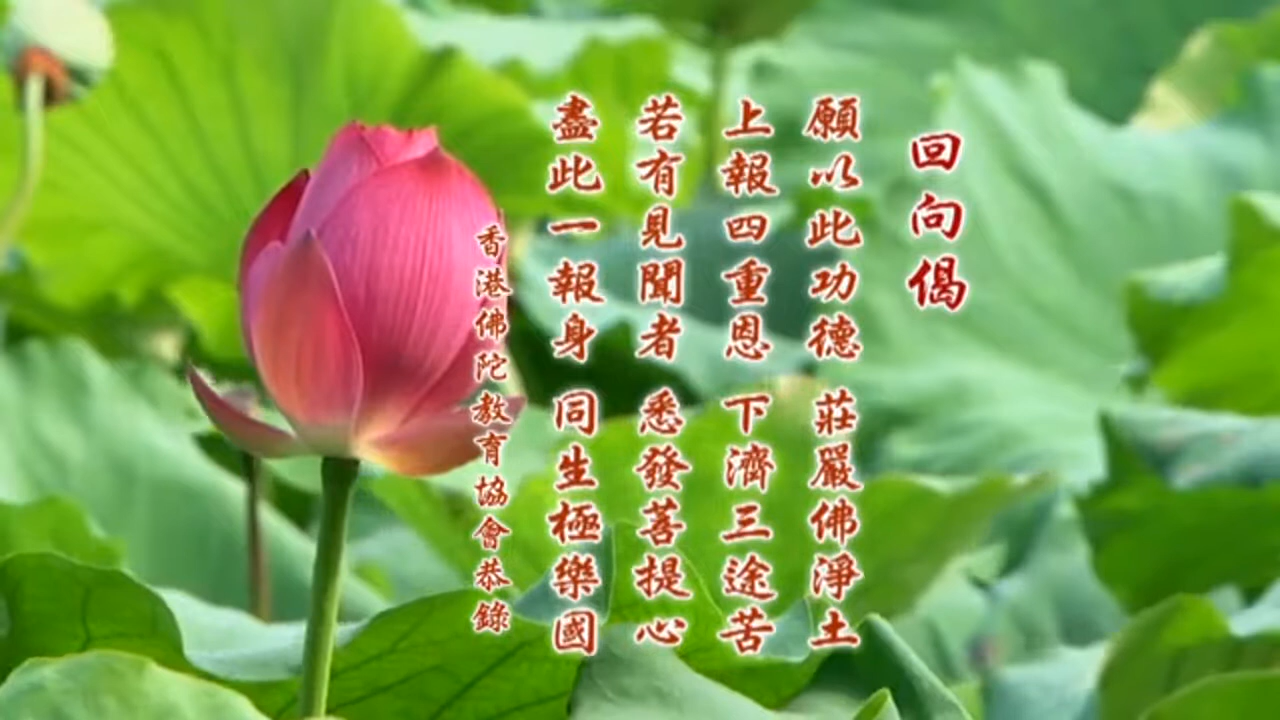 回向偈
願以此功德 莊嚴佛淨土
上報四重恩 下濟三途苦
若有見聞者 悉發菩提心
盡此一報身 同生極樂國
香港佛陀教育協會恭錄